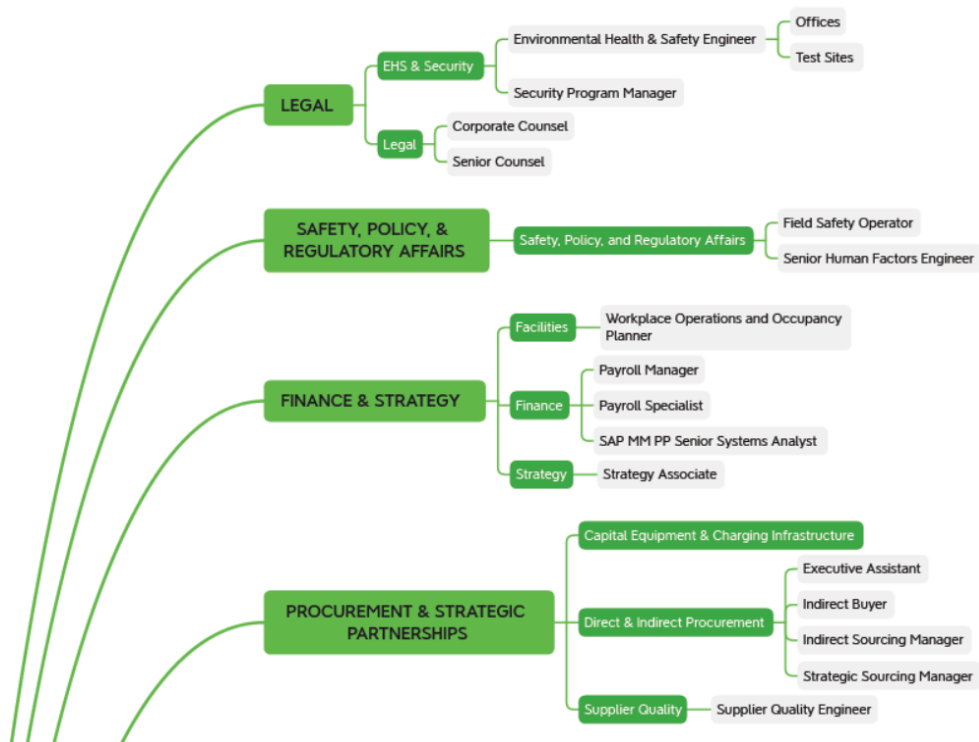 LEGAL
EHS & Security
Environmental Health & Safety Engineer
Offices
Test Sites
Security Program Manager
Legal
Corporate Counsel
Senior Counsel
SAFETY, POLICY, &
REGULATORY AFFAIRS
Safety, Policy, and Regulatory Affairs
Field Safety Operator
Senior Human Factors Engineer
FINANCE & STRATEGY
Facilities
Workplace Operations and Occupancy
Planner
Finance
Payroll Manager
Payroll Specialist
SAP MM PP Senior Systems Analyst
Strategy
Strategy Associate
PROCUREMENT & STRATEGIC
PARTNERSHIPS
Capital Equipment & Charging Infrastructure
Direct & Indirect Procurement
Executive Assistant
Indirect Buyer
Indirect Sourcing Manager
Strategic Sourcing Manager
Supplier Quality
Supplier Quality Engineer